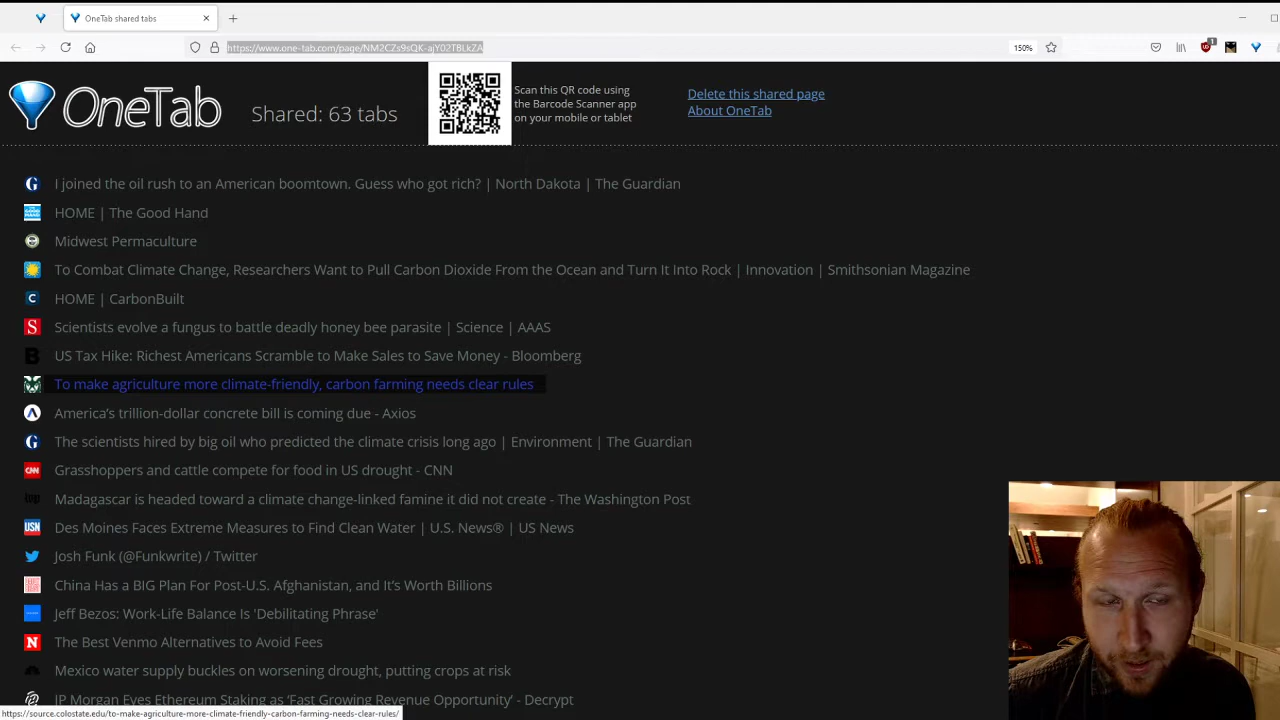 OneTab shared tabs
https://www.one-tab.com/page/NM2CZs9sQK-ajY02TBLkZA
150%
1
OneTab
Shared: 63 tabs
Scan this QR code using
the Barcode Scanner app
on your mobile or tablet
Delete this shared page
About OneTab
I joined the oil rush to an American boomtown. Guess who got rich? | North Dakota | The Guardian
HOME | The Good Hand
Midwest Permaculture
To Combat Climate Change, Researchers Want to Pull Carbon Dioxide From the Ocean and Turn It Into Rock | Innovation | Smithsonian Magazine
HOME | CarbonBuilt
Scientists evolve a fungus to battle deadly honey bee parasite | Science | AAAS
US Tax Hike: Richest Americans Scramble to Make Sales to Save Money - Bloomberg
To make agriculture more climate-friendly, carbon farming needs clear rules
America's trillion-dollar concrete bill is coming due - Axios
The scientists hired by big oil who predicted the climate crisis long ago | Environment | The Guardian
Grasshoppers and cattle compete for food in US drought - CNN
Madagascar is headed toward a climate change-linked famine it did not create - The Washington Post
Des Moines Faces Extreme Measures to Find Clean Water | U.S. News® | US News
Josh Funk (@Funkwrite) / Twitter
China Has a BIG Plan For Post-U.S. Afghanistan, and It's Worth Billions
Jeff Bezos: Work-Life Balance Is 'Debilitating Phrase'
The Best Venmo Alternatives to Avoid Fees
Mexico water supply buckles on worsening drought, putting crops at risk
JP Morgan Eyes Ethereum Staking as 'Fast Growing Revenue Opportunity' - Decrypt
https://source.colostate.edu/to-make-agriculture-more-climate-friendly-carbon-farming-needs-clear-rules/